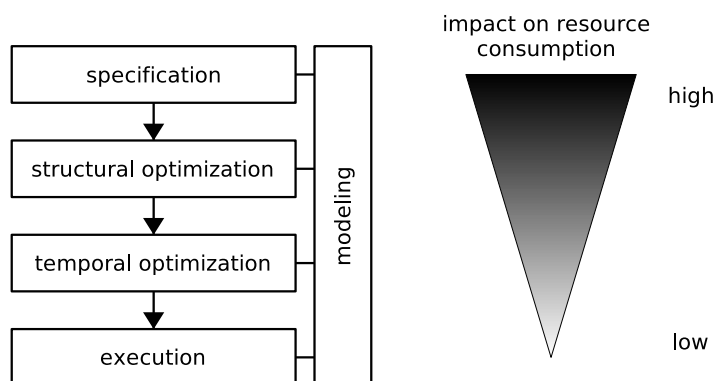 specification
structural optimization
temporal optimization
execution
modeling
impact on resource
consumption
high
low